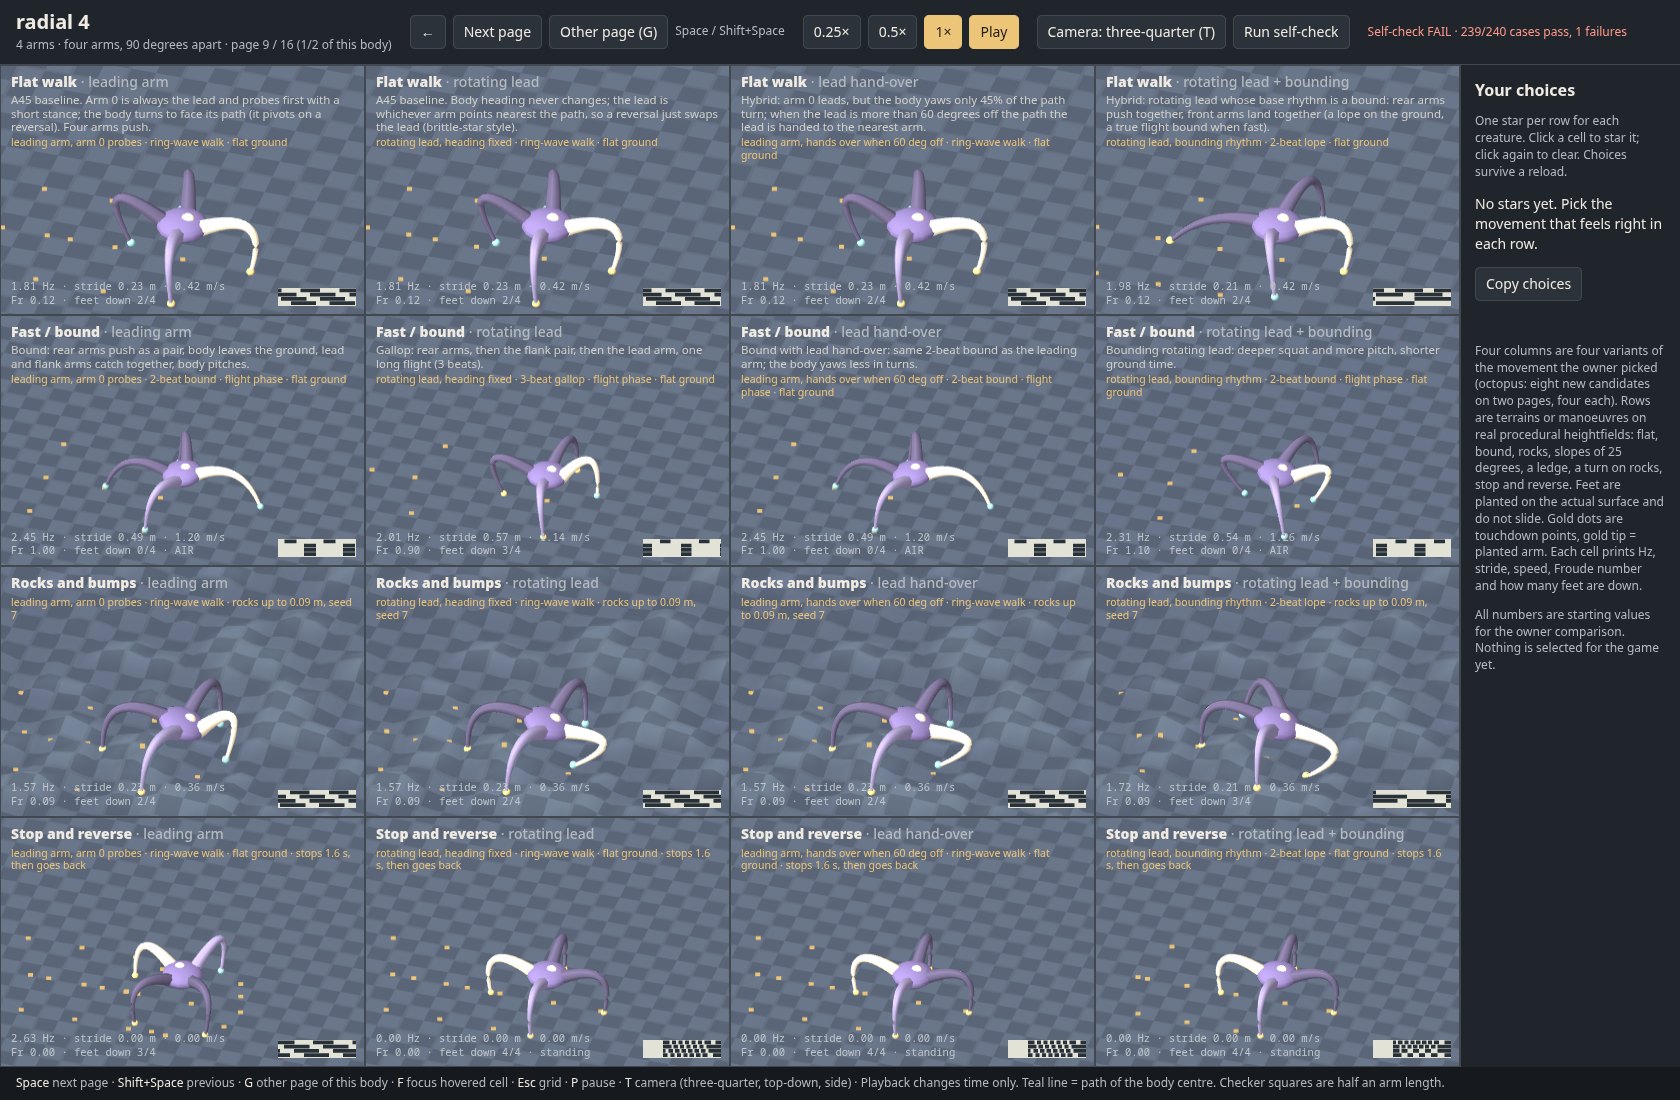 radial 4
4 arms · four arms, 90 degrees apart · page 9 / 16 (1/2 of this body)
←
Next page
Other page (G)
Space / Shift+Space
0.25×
0.5×
1×
Play
Camera: three-quarter (T)
Run self-check
Self-check FAIL · 239/240 cases pass, 1 failures
Flat walk · leading arm
A45 baseline. Arm 0 is always the lead and probes first with a
short stance; the body turns to face its path (it pivots on a
reversal). Four arms push.
leading arm, arm 0 probes · ring-wave walk · flat ground
1.81 Hz · stride 0.23 m · 0.42 m/s
Fr 0.12 · feet down 2/4
Flat walk · rotating lead
A45 baseline. Body heading never changes; the lead is
whichever arm points nearest the path, so a reversal just swaps
the lead (brittle-star style).
rotating lead, heading fixed · ring-wave walk · flat ground
1.81 Hz · stride 0.23 m · 0.42 m/s
Fr 0.12 · feet down 2/4
Flat walk · lead hand-over
Hybrid: arm 0 leads, but the body yaws only 45% of the path
turn; when the lead is more than 60 degrees off the path the
lead is handed to the nearest arm.
leading arm, hands over when 60 deg off · ring-wave walk · flat
ground
1.81 Hz · stride 0.23 m · 0.42 m/s
Fr 0.12 · feet down 2/4
Flat walk · rotating lead + bounding
Hybrid: rotating lead whose base rhythm is a bound: rear arms
push together, front arms land together (a lope on the ground,
a true flight bound when fast).
rotating lead, bounding rhythm · 2-beat lope · flat ground
1.98 Hz · stride 0.21 m · 0.42 m/s
Fr 0.12 · feet down 2/4
Fast / bound · leading arm
Bound: rear arms push as a pair, body leaves the ground, lead
and flank arms catch together, body pitches.
leading arm, arm 0 probes · 2-beat bound · flight phase · flat ground
2.45 Hz · stride 0.49 m · 1.20 m/s
Fr 1.00 · feet down 0/4 · AIR
Fast / bound · rotating lead
Gallop: rear arms, then the flank pair, then the lead arm, one
long flight (3 beats).
rotating lead, heading fixed · 3-beat gallop · flight phase · flat ground
2.01 Hz · stride 0.57 m · 1.14 m/s
Fr 0.90 · feet down 3/4
Fast / bound · lead hand-over
Bound with lead hand-over: same 2-beat bound as the leading
arm; the body yaws less in turns.
leading arm, hands over when 60 deg off · 2-beat bound · flight
phase · flat ground
2.45 Hz · stride 0.49 m · 1.20 m/s
Fr 1.00 · feet down 0/4 · AIR
Fast / bound · rotating lead + bounding
Bounding rotating lead: deeper squat and more pitch, shorter
ground time.
rotating lead, bounding rhythm · 2-beat bound · flight phase · flat
ground
2.31 Hz · stride 0.54 m · 1.26 m/s
Fr 1.10 · feet down 0/4 · AIR
Rocks and bumps · leading arm
leading arm, arm 0 probes · ring-wave walk · rocks up to 0.09 m, seed
7
1.57 Hz · stride 0.23 m · 0.36 m/s
Fr 0.09 · feet down 2/4
Rocks and bumps · rotating lead
rotating lead, heading fixed · ring-wave walk · rocks up to 0.09 m,
seed 7
1.57 Hz · stride 0.23 m · 0.36 m/s
Fr 0.09 · feet down 2/4
Rocks and bumps · lead hand-over
leading arm, hands over when 60 deg off · ring-wave walk · rocks up
to 0.09 m, seed 7
1.57 Hz · stride 0.23 m · 0.36 m/s
Fr 0.09 · feet down 2/4
Rocks and bumps · rotating lead + bounding
rotating lead, bounding rhythm · 2-beat lope · rocks up to 0.09 m,
seed 7
1.72 Hz · stride 0.21 m · 0.36 m/s
Fr 0.09 · feet down 3/4
Stop and reverse · leading arm
leading arm, arm 0 probes · ring-wave walk · flat ground · stops 1.6 s,
then goes back
2.63 Hz · stride 0.00 m · 0.00 m/s
Fr 0.00 · feet down 3/4
Stop and reverse · rotating lead
rotating lead, heading fixed · ring-wave walk · flat ground · stops 1.6
s, then goes back
0.00 Hz · stride 0.00 m · 0.00 m/s
Fr 0.00 · feet down 4/4 · standing
Stop and reverse · lead hand-over
leading arm, hands over when 60 deg off · ring-wave walk · flat
ground · stops 1.6 s, then goes back
0.00 Hz · stride 0.00 m · 0.00 m/s
Fr 0.00 · feet down 4/4 · standing
Stop and reverse · rotating lead + bounding
rotating lead, bounding rhythm · 2-beat lope · flat ground · stops 1.6
s, then goes back
0.00 Hz · stride 0.00 m · 0.00 m/s
Fr 0.00 · feet down 4/4 · standing
Your choices
One star per row for each
creature. Click a cell to star it;
click again to clear. Choices
survive a reload.
No stars yet. Pick the
movement that feels right in
each row.
Copy choices
Four columns are four variants of
the movement the owner picked
(octopus: eight new candidates
on two pages, four each). Rows
are terrains or manoeuvres on
real procedural heightfields: flat,
bound, rocks, slopes of 25
degrees, a ledge, a turn on rocks,
stop and reverse. Feet are
planted on the actual surface and
do not slide. Gold dots are
touchdown points, gold tip =
planted arm. Each cell prints Hz,
stride, speed, Froude number
and how many feet are down.
All numbers are starting values
for the owner comparison.
Nothing is selected for the game
yet.
Space next page · Shift+Space previous · G other page of this body · F focus hovered cell · Esc grid · P pause · T camera (three-quarter, top-down, side) · Playback changes time only. Teal line = path of the body centre. Checker squares are half an arm length.